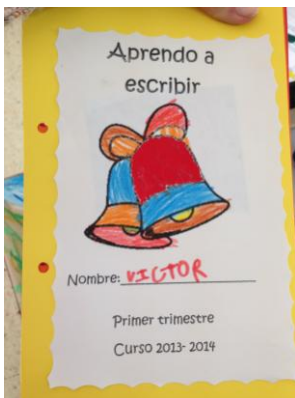 Aprendo a
escribir
Nombre: VICTOR
Primer trimestre
Curso 2013- 2014